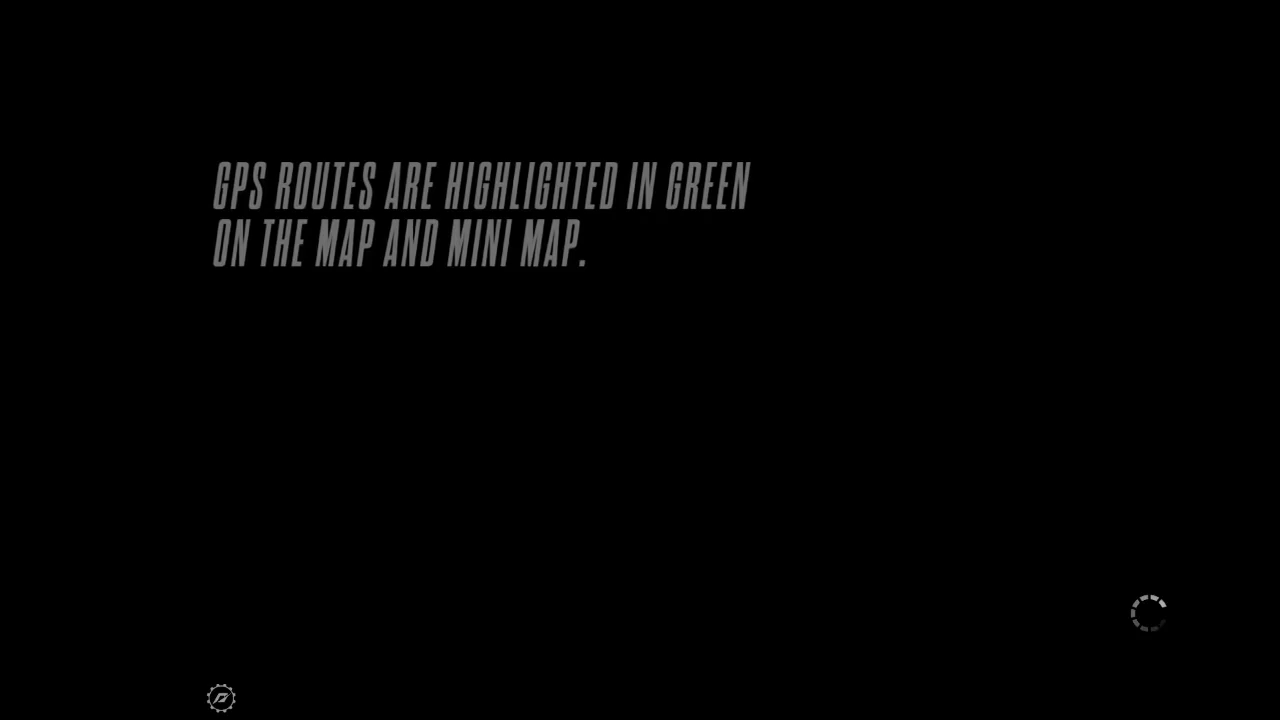 GPS ROUTES ARE HIGHLIGHTED IN GREEN
ON THE MAP AND MINI MAP.